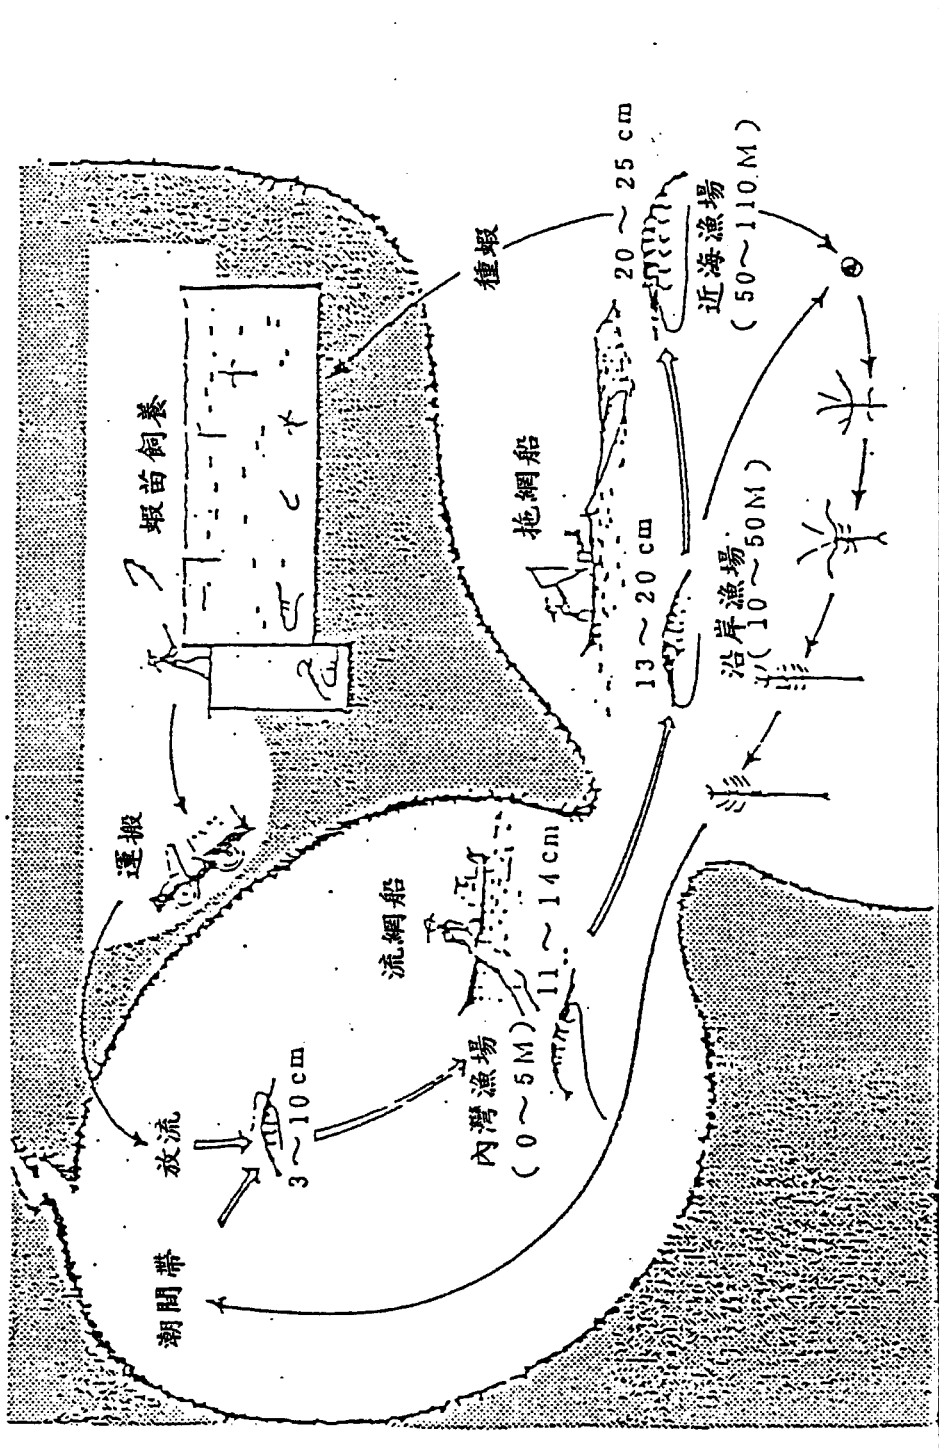 潮間帶
放流
3～10cm
運搬
蝦苗飼養
種蝦
流網船
內灣漁場
(0～5M)
11～14cm
拖網船
13～20cm
沿岸漁場
(10～50M)
20～25cm
近海漁場
(50～110M)